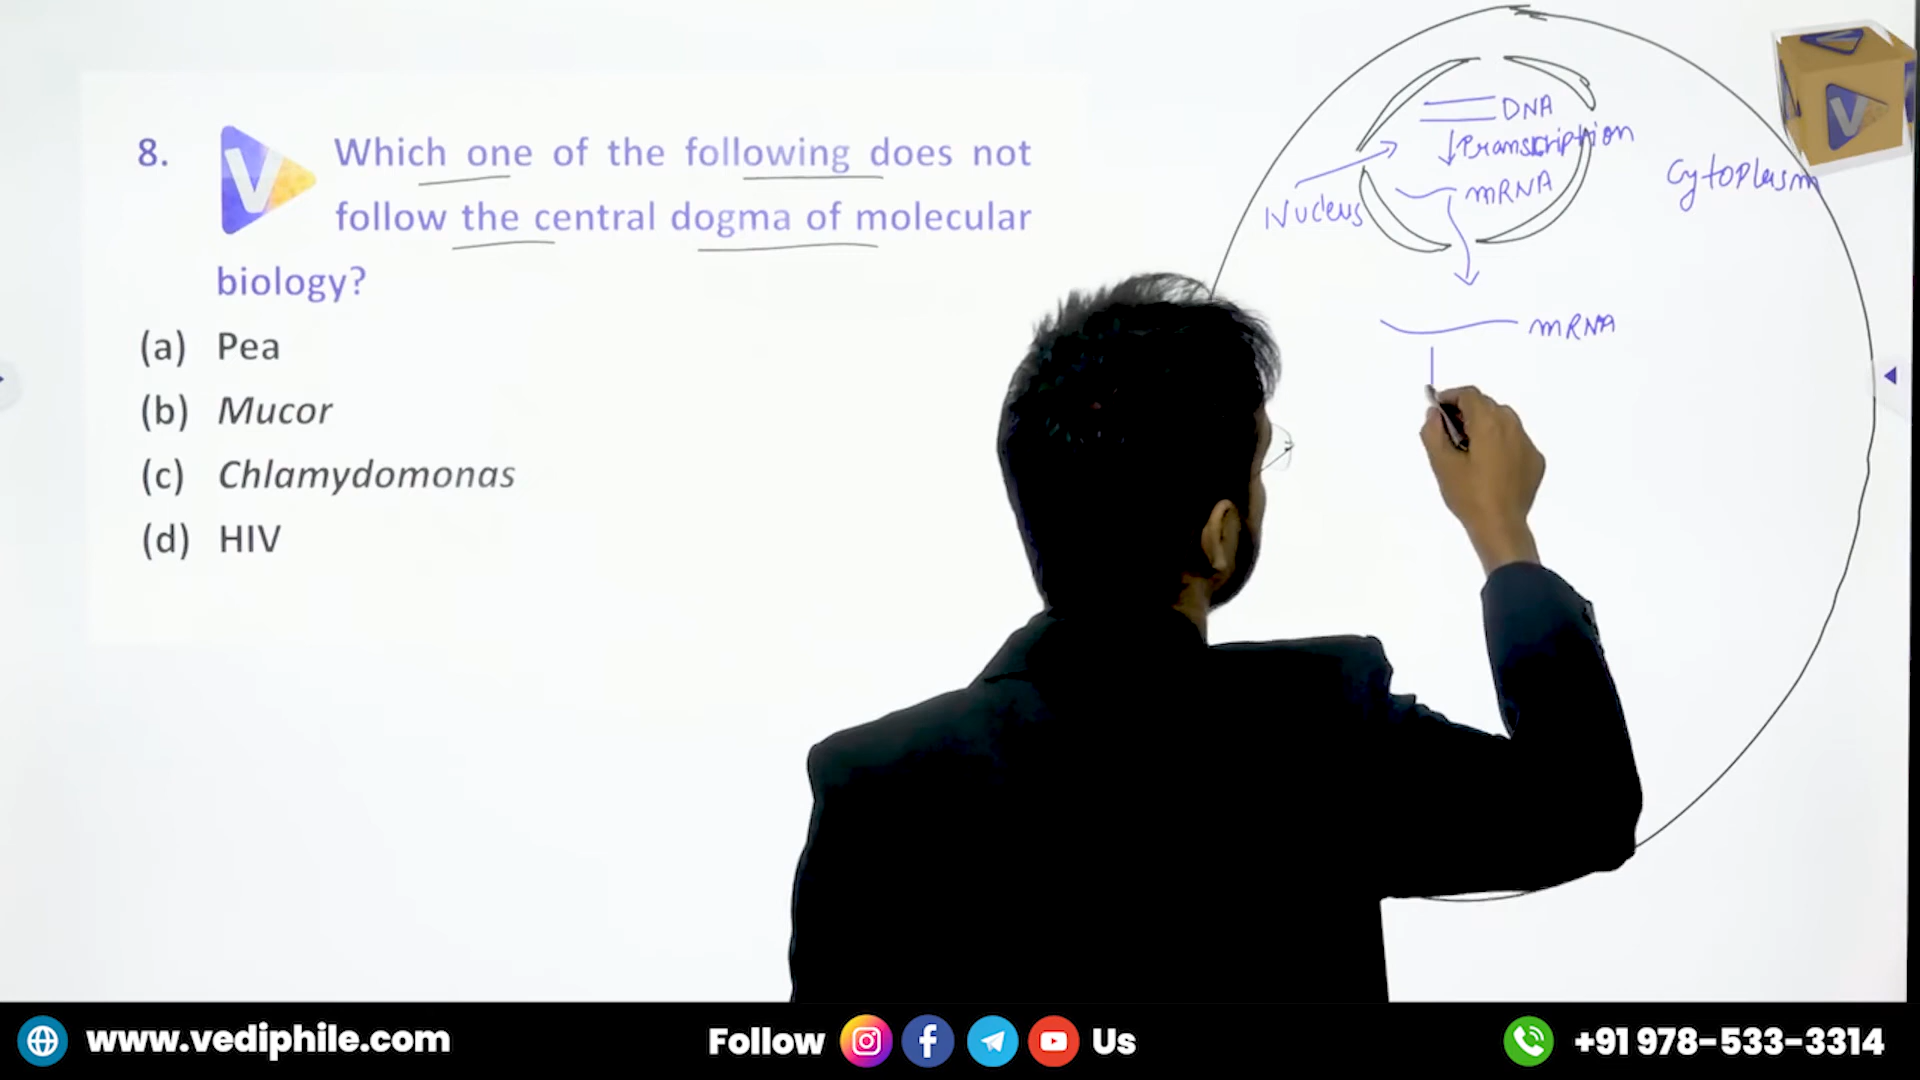 8. Which one of the following does not
follow the central dogma of molecular
biology?
(a) Pea
(b) Mucor
(c) Chlamydomonas
(d) HIV
DNA
Transcription
mRNA
Nucleus
Cytoplasm
mRNA
www.vediphile.com
Follow
Us
+91 978-533-3314